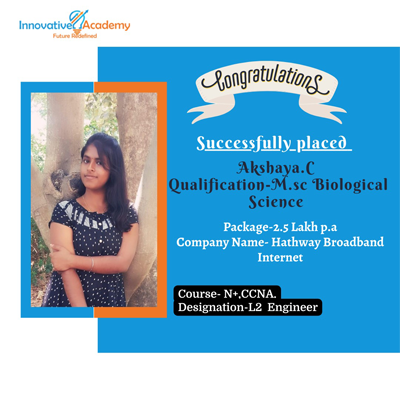 Innovative Academy
Future Redefined
Congratulations
Successfully placed
Akshaya.C
Qualification-M.sc Biological
Science
Package-2.5 Lakh p.a
Company Name- Hathway Broadband
Internet
Course- N+,CCNA.
Designation-L2 Engineer